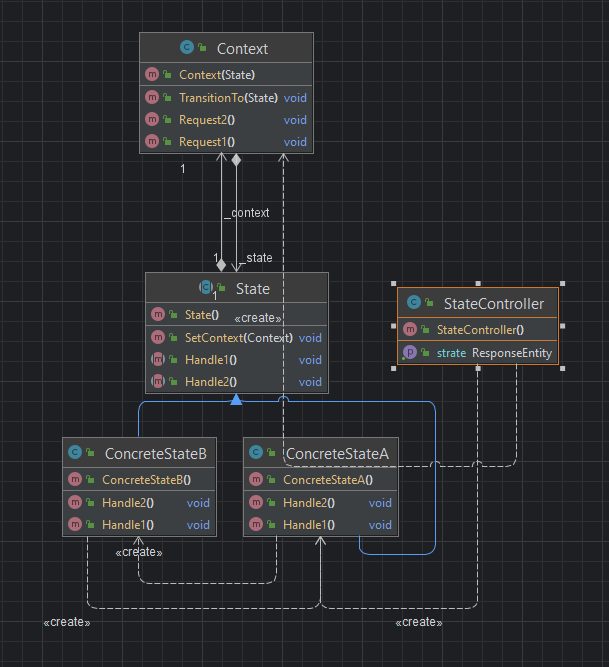 Context
Context(State)
TransitionTo(State) void
Request2() void
Request1() void
1
_context
1
_state
State
1
State()
«create»
SetContext(Context) void
Handle1() void
Handle2() void
StateController
StateController()
strate ResponseEntity
ConcreteStateB
ConcreteStateB()
Handle2() void
Handle1() void
ConcreteStateA
ConcreteStateA()
Handle2() void
Handle1() void
«create»
«create»
«create»